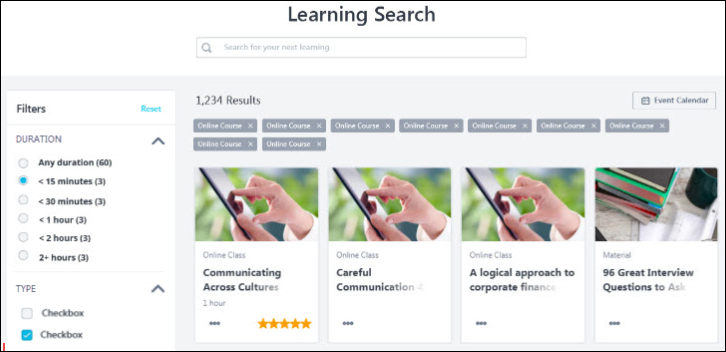 Learning Search
Search for your next learning
Filters
Reset
DURATION
Any duration (60)
< 15 minutes (3)
< 30 minutes (3)
< 1 hour (3)
< 2 hours (3)
2+ hours (3)
TYPE
Checkbox
Checkbox
1,234 Results
Event Calendar
Online Course × Online Course × Online Course × Online Course × Online Course × Online Course × Online Course ×
Online Course × Online Course ×
Online Class
Communicating
Across Cultures
1 hour
Online Class
Careful
Communication
Online Class
A logical approach to
corporate finance
Material
96 Great Interview
Questions to Ask